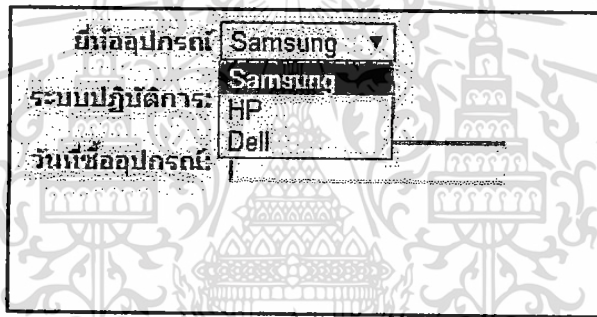 ยี่ห้ออุปกรณ์ Samsung
Samsung
ระบบปฏิบัติการ:
HP
Dell
วันที่ซื้ออุปกรณ์: